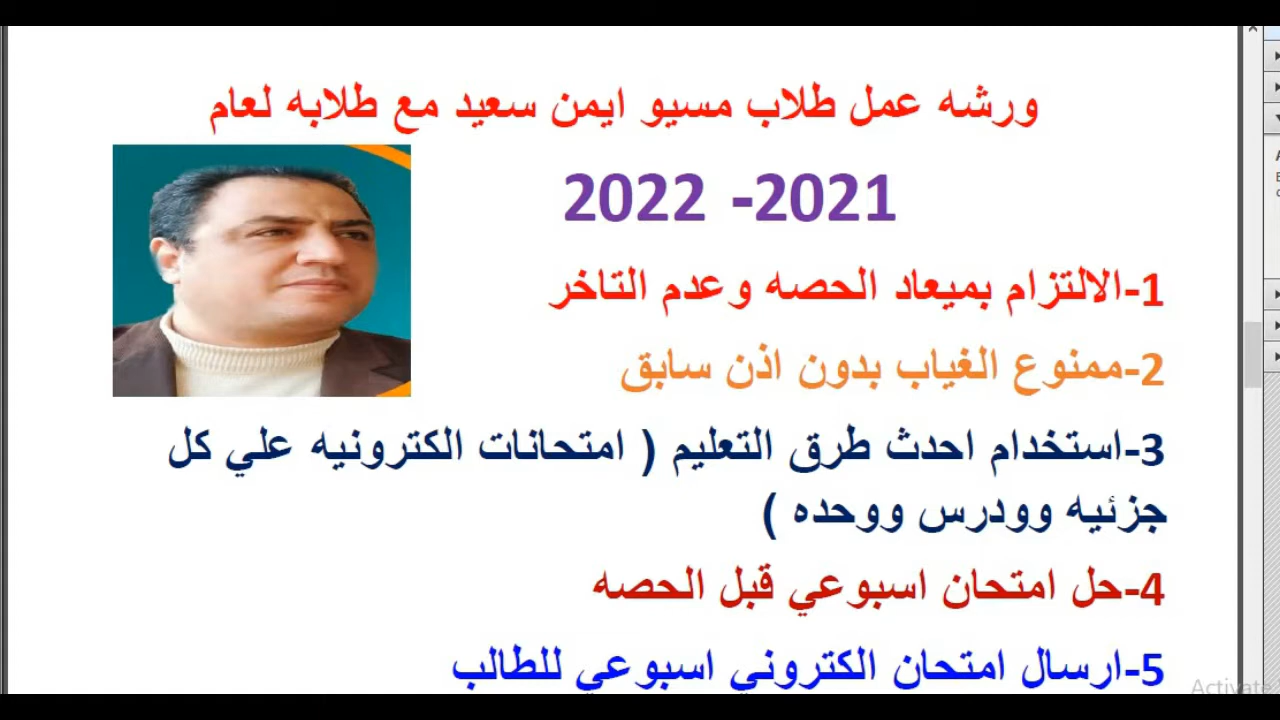 ورشه عمل طلاب مسيو ايمن سعيد مع طلابه لعام
2021- 2022
1-الالتزام بميعاد الحصه وعدم التاخر
2-ممنوع الغياب بدون اذن سابق
3-استخدام احدث طرق التعليم ( امتحانات الكترونيه علي كل
جزئيه وودرس ووحده )
4-حل امتحان اسبوعي قبل الحصه
5-ارسال امتحان الكتروني اسبوعي للطالب
Activate